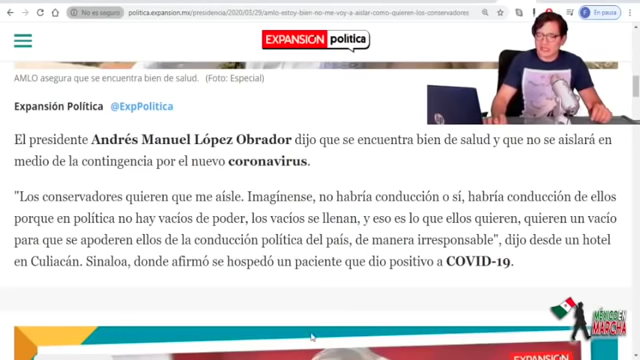 No es seguro | politica.expansion.mx/presidencia/2020/03/29/amlo-estoy-bien-no-me-voy-a-aislar-como-quieren-los-conservadores
En pausa
EXPANSIÓN política
AMLO asegura que se encuentra bien de salud. (Foto: Especial)
Expansión Política @ExpPolitica
El presidente Andrés Manuel López Obrador dijo que se encuentra bien de salud y que no se aislará en
medio de la contingencia por el nuevo coronavirus.
"Los conservadores quieren que me aísle. Imagínense, no habría conducción o sí, habría conducción de ellos
porque en política no hay vacíos de poder, los vacíos se llenan, y eso es lo que ellos quieren, quieren un vacío
para que se apoderen ellos de la conducción política del país, de manera irresponsable", dijo desde un hotel
en Culiacán. Sinaloa, donde afirmó se hospedó un paciente que dio positivo a COVID-19.
MÉXICO EN
MARCHA
EXPANSIÓN